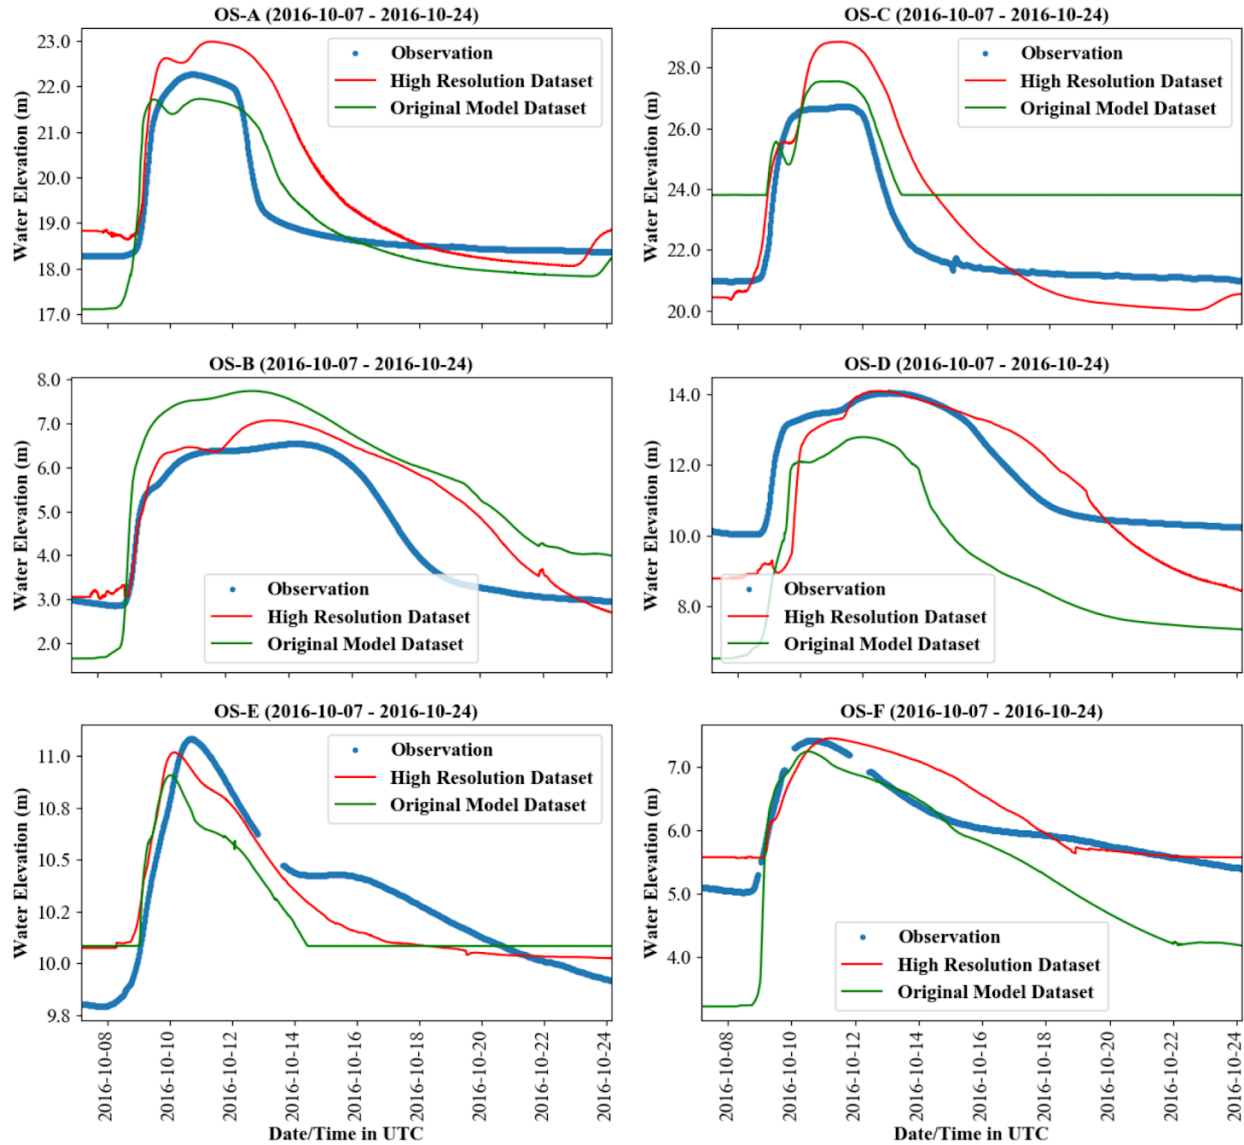 OS-A (2016-10-07 - 2016-10-24)
Water Elevation (m)
23.0
22.0
21.0
20.0
19.0
18.0
17.0
Observation
High Resolution Dataset
Original Model Dataset
OS-C (2016-10-07 - 2016-10-24)
Water Elevation (m)
28.0
26.0
24.0
22.0
20.0
Observation
High Resolution Dataset
Original Model Dataset
OS-B (2016-10-07 - 2016-10-24)
Water Elevation (m)
8.0
7.0
6.0
5.0
4.0
3.0
2.0
Observation
High Resolution Dataset
Original Model Dataset
OS-D (2016-10-07 - 2016-10-24)
Water Elevation (m)
14.0
12.0
10.0
8.0
Observation
High Resolution Dataset
Original Model Dataset
OS-E (2016-10-07 - 2016-10-24)
Water Elevation (m)
11.0
10.8
10.5
10.2
10.0
9.8
Observation
High Resolution Dataset
Original Model Dataset
2016-10-08
2016-10-10
2016-10-12
2016-10-14
2016-10-16
2016-10-18
2016-10-20
2016-10-22
2016-10-24
Date/Time in UTC
OS-F (2016-10-07 - 2016-10-24)
Water Elevation (m)
7.0
6.0
5.0
4.0
Observation
High Resolution Dataset
Original Model Dataset
2016-10-08
2016-10-10
2016-10-12
2016-10-14
2016-10-16
2016-10-18
2016-10-20
2016-10-22
2016-10-24
Date/Time in UTC